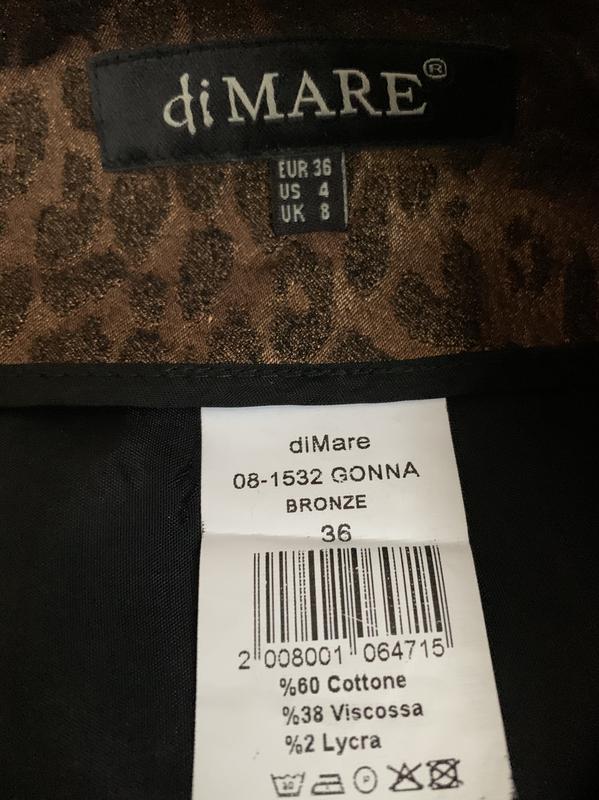 diMARE®
EUR 36
US 4
UK 8
diMare
08-1532 GONNA
BRONZE
36
2 008001 064715
%60 Cottone
%38 Viscossa
%2 Lycra
30
P